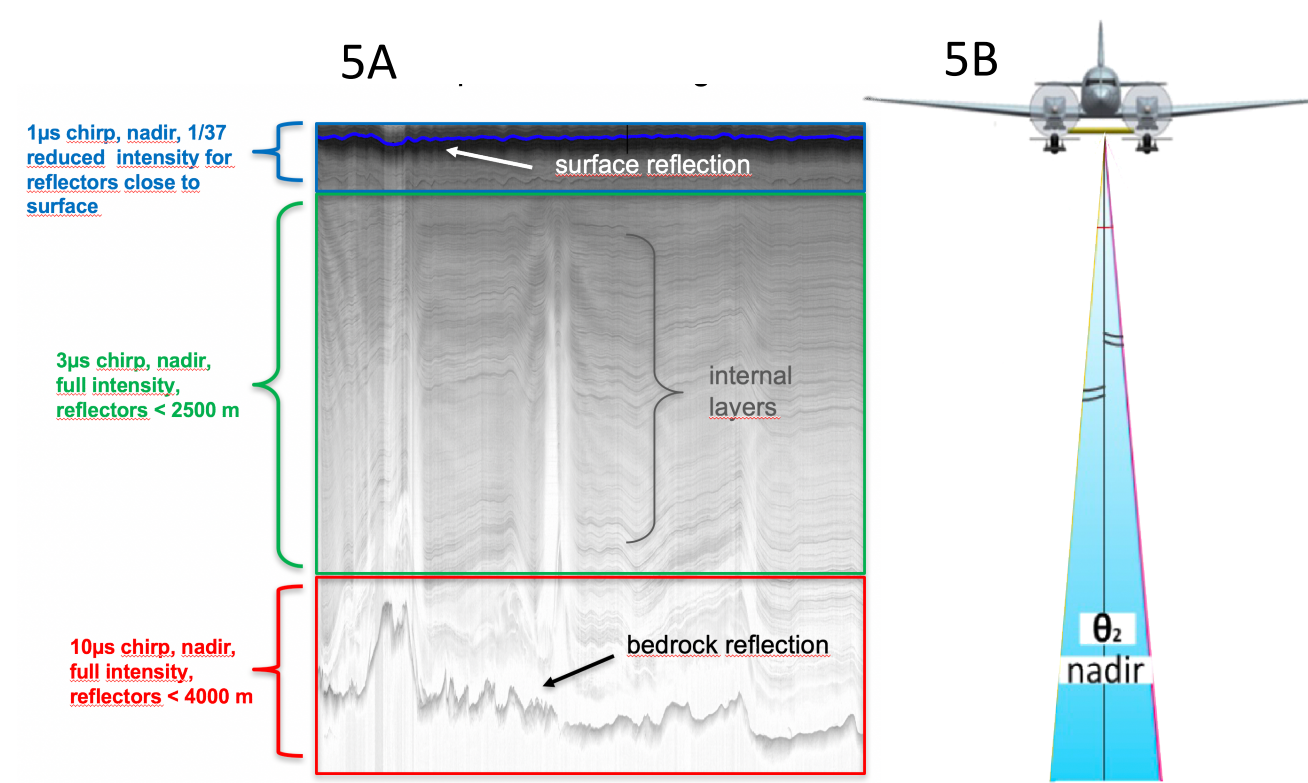 5A
5B
1µs chirp, nadir, 1/37
reduced intensity for
reflectors close to
surface
surface reflection
3µs chirp, nadir,
full intensity,
reflectors < 2500 m
internal
layers
10µs chirp, nadir,
full intensity,
reflectors < 4000 m
bedrock reflection
θ₂
nadir